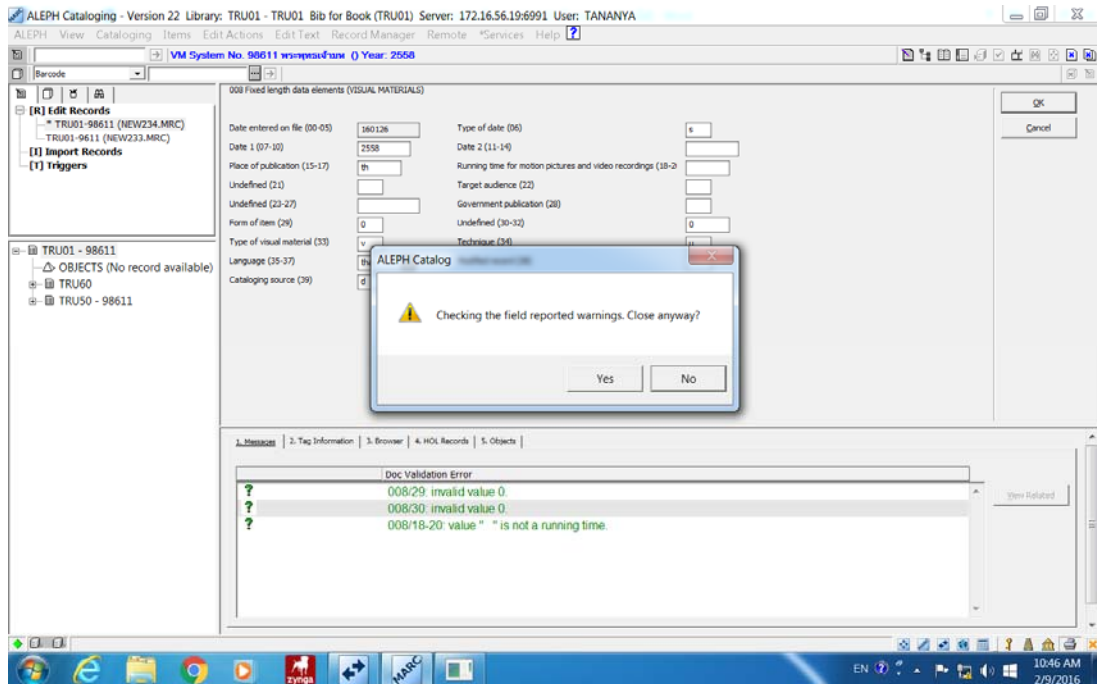 ALEPH Cataloging - Version 22 Library: TRU01 - TRU01 Bib for Book (TRU01) Server: 172.16.56.19:6991 User: TANANYA
ALEPH View Cataloging Items Edit Actions Edit Text Record Manager Remote *Services Help ?
VM System No. 98611 () Year: 2558
Barcode
[R] Edit Records
* TRU01-98611 (NEW234.MRC)
TRU01-9611 (NEW233.MRC)
[I] Import Records
[T] Triggers
TRU01 - 98611
OBJECTS (No record available)
TRU60
TRU50 - 98611
008 Fixed length data elements (VISUAL MATERIALS)
OK
Cancel
Date entered on file (00-05) 160126 Type of date (06) s
Date 1 (07-10) 2558 Date 2 (11-14)
Place of publication (15-17) th Running time for motion pictures and video recordings (18-2
Undefined (21) Target audience (22)
Undefined (23-27) Government publication (28)
Form of item (29) 0 Undefined (30-32) 0
Type of visual material (33) v Technique (34)
Language (35-37)
Cataloging source (39) d
ALEPH Catalog
Checking the field reported warnings. Close anyway?
Yes No
1. Messages 2. Tag Information 3. Browser 4. HOL Records 5. Objects
Doc Validation Error
? 008/29: invalid value 0.
? 008/30: invalid value 0.
? 008/18-20: value "   " is not a running time.
View Related
zynga
MARC
EN
10:46 AM
2/9/2016